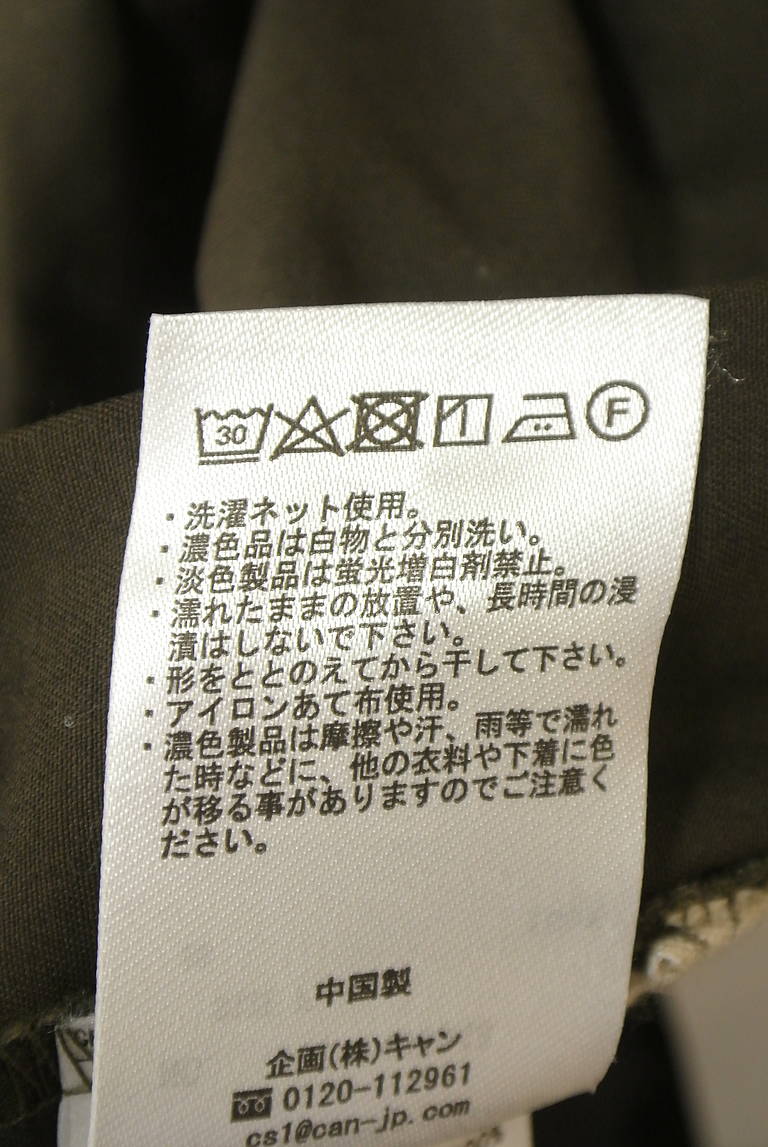 30 F
・洗濯ネット使用。
・濃色品は白物と分別洗い。
・淡色製品は蛍光増白剤禁止。
・濡れたままの放置や、長時間の浸
漬はしないで下さい。
・形をととのえてから干して下さい。
・アイロンあて布使用。
・濃色製品は摩擦や汗、雨等で濡れ
た時などに、他の衣料や下着に色
が移る事がありますのでご注意く
ださい。
中国製
企画(株)キャン
0120-112961
cs1@can-jp.com